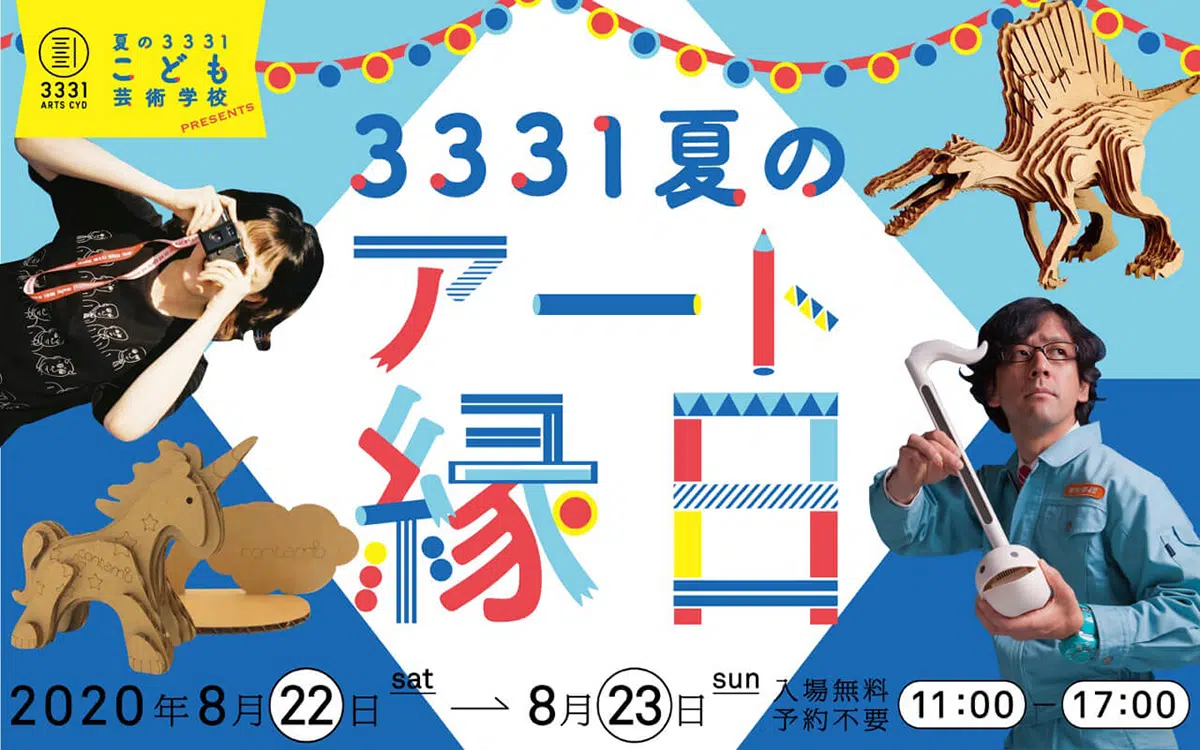 3331
ARTS CYD
夏の3331
こども
芸術学校
PRESENTS
3331夏の
アート
縁日
2020年8月22日sat → 8月23日sun
入場無料
予約不要
11:00 – 17:00
contemo